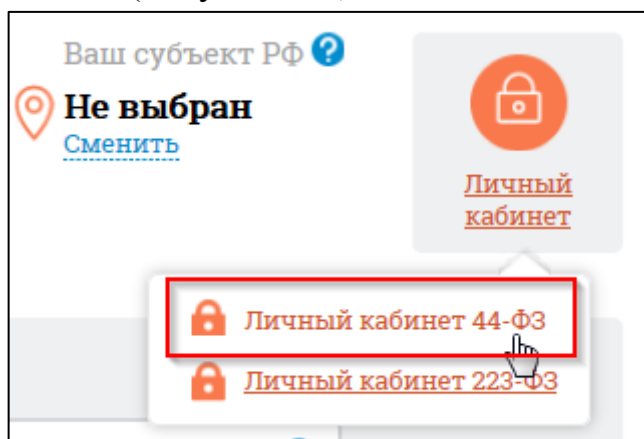 Ваш субъект РФ ?
Не выбран
Сменить
Личный
кабинет
Личный кабинет 44-ФЗ
Личный кабинет 223-ФЗ